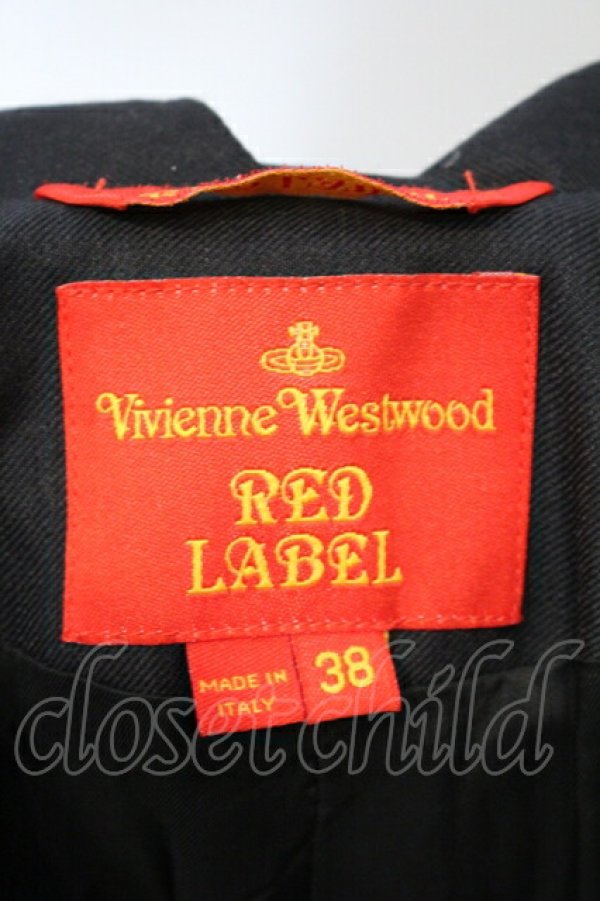 Vivienne Westwood
RED
LABEL
MADE IN
ITALY
38
closet child